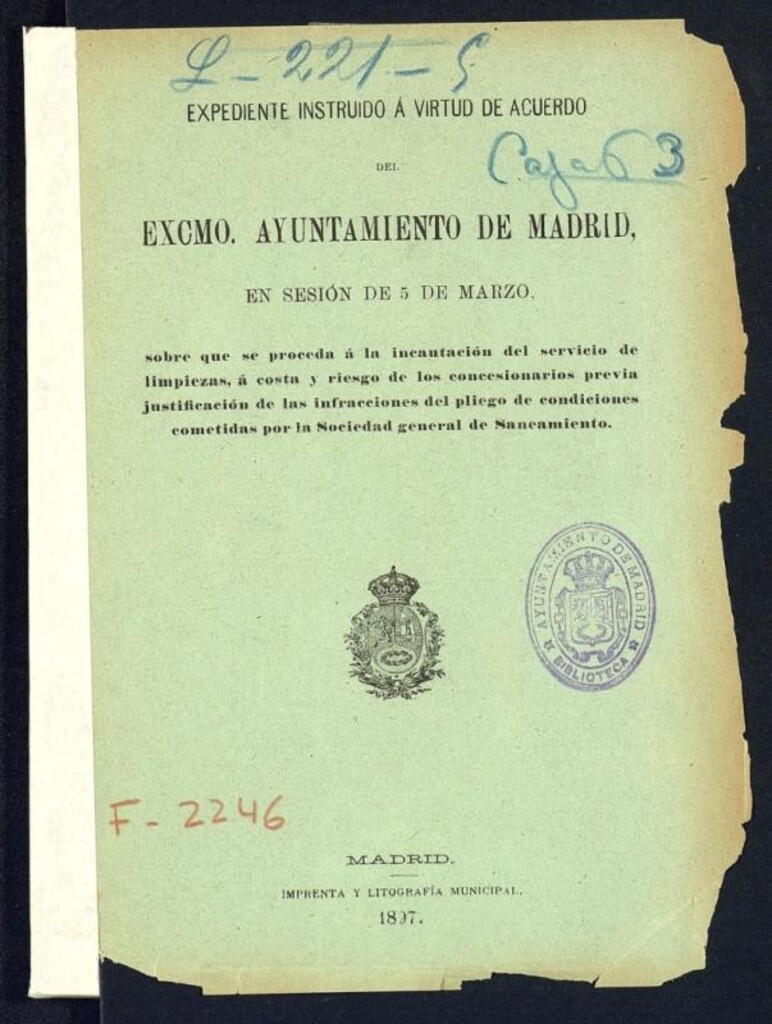 L-221-5
EXPEDIENTE INSTRUIDO Á VIRTUD DE ACUERDO
DEL
Caja 63
EXCMO. AYUNTAMIENTO DE MADRID,
EN SESIÓN DE 5 DE MARZO,
sobre que se proceda á la incautación del servicio de
limpiezas, á costa y riesgo de los concesionarios previa
justificación de las infracciones del pliego de condiciones
cometidas por la Sociedad general de Saneamiento.
AYUNTAMIENTO DE MADRID
BIBLIOTECA
F-2246
MADRID.
IMPRENTA Y LITOGRAFÍA MUNICIPAL.
1897.